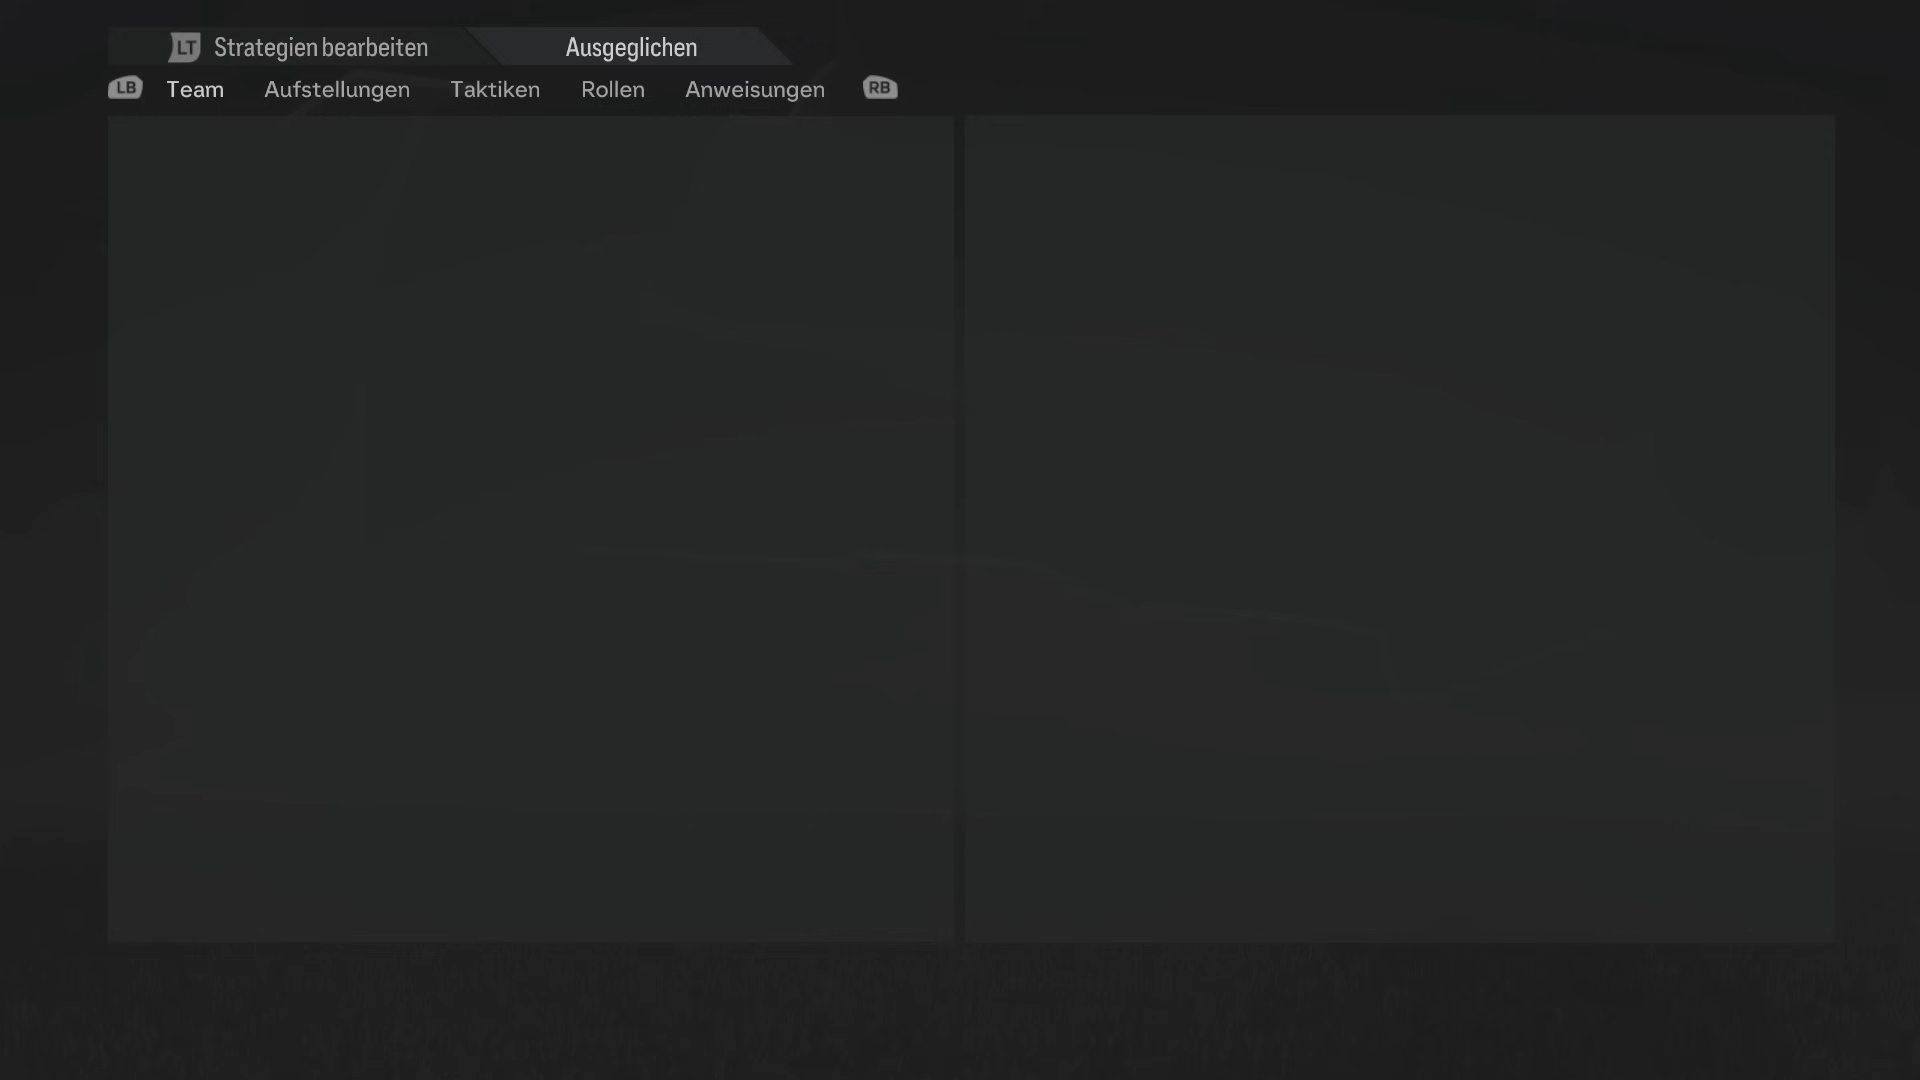 LT Strategien bearbeiten Ausgeglichen
LB Team Aufstellungen Taktiken Rollen Anweisungen RB